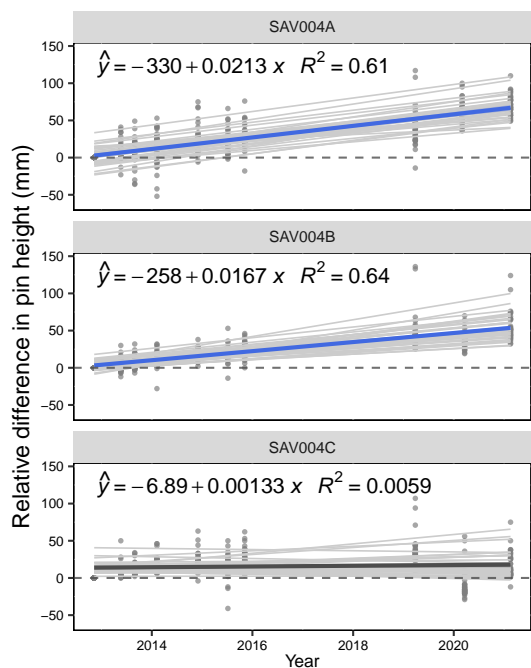 SAV004A
ŷ = −330 + 0.0213 x R² = 0.61
150
100
50
0
−50
SAV004B
ŷ = −258 + 0.0167 x R² = 0.64
150
100
50
0
−50
SAV004C
ŷ = −6.89 + 0.00133 x R² = 0.0059
150
100
50
0
−50
2014 2016 2018 2020
Year
Relative difference in pin height (mm)